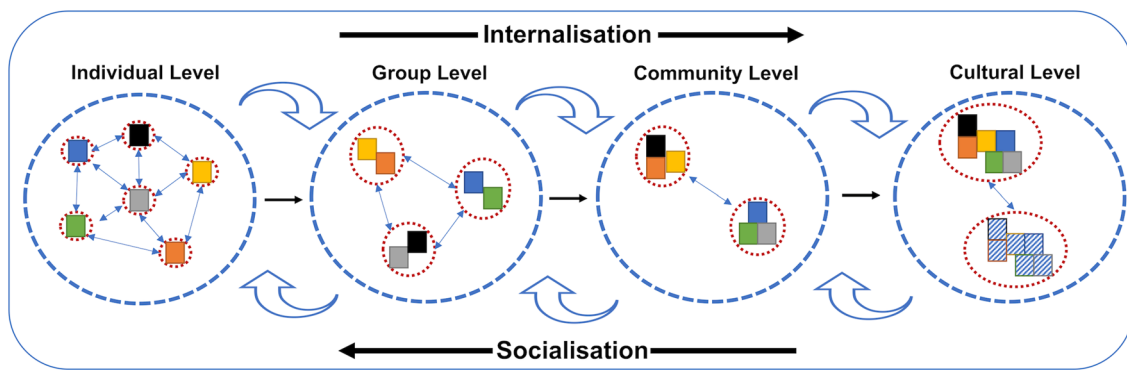 Internalisation
Individual Level
Group Level
Community Level
Cultural Level
Socialisation